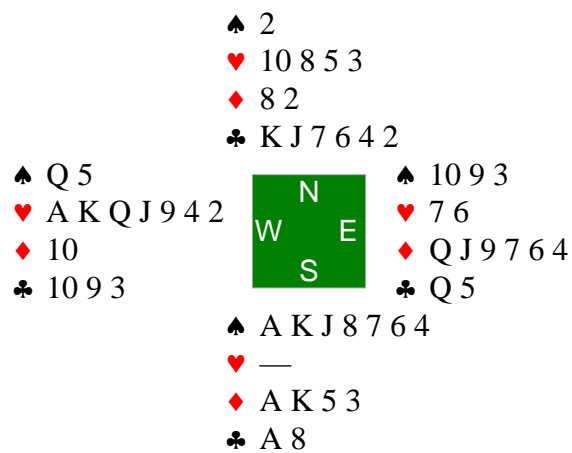 ♠ 2
♥ 10 8 5 3
♦ 8 2
♣ K J 7 6 4 2
♠ Q 5
♥ A K Q J 9 4 2
♦ 10
♣ 10 9 3
N
W E
S
♠ 10 9 3
♥ 7 6
♦ Q J 9 7 6 4
♣ Q 5
♠ A K J 8 7 6 4
♥ —
♦ A K 5 3
♣ A 8